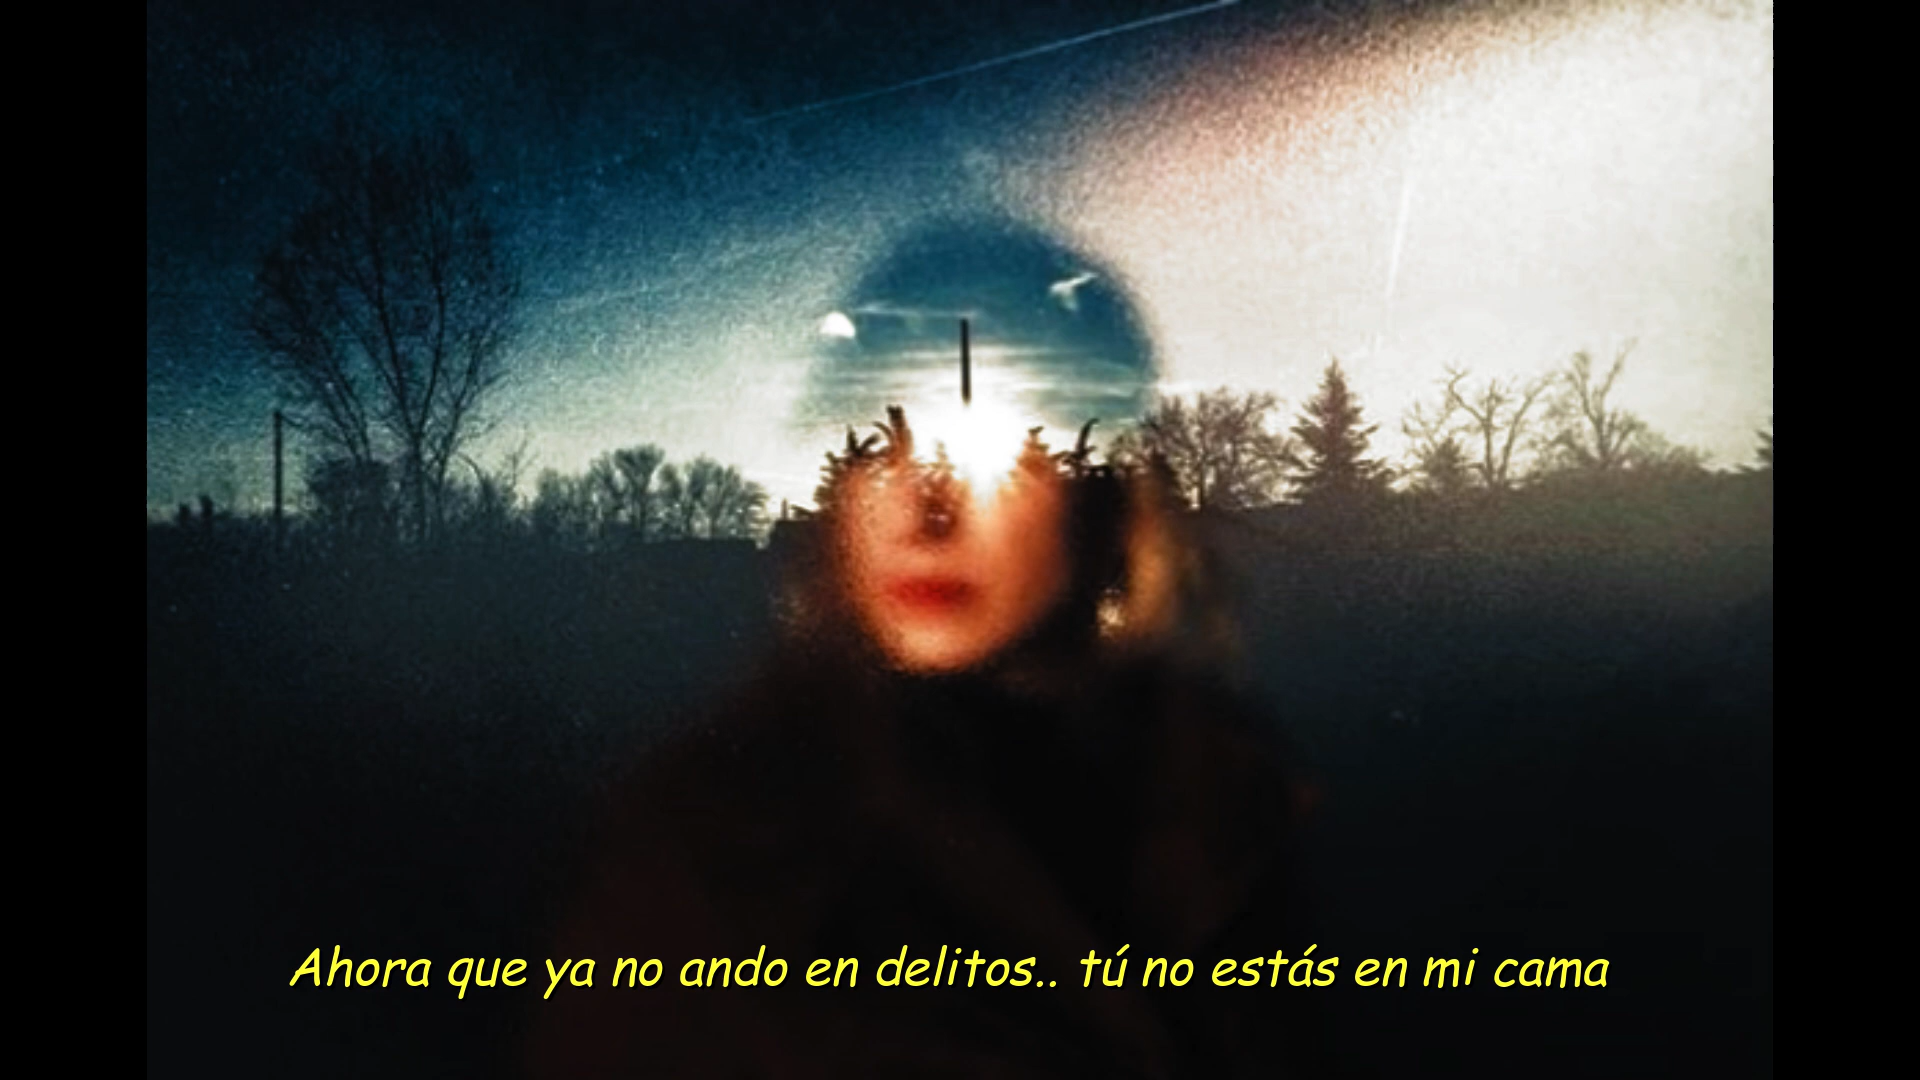 Ahora que ya no ando en delitos.. tú no estás en mi cama